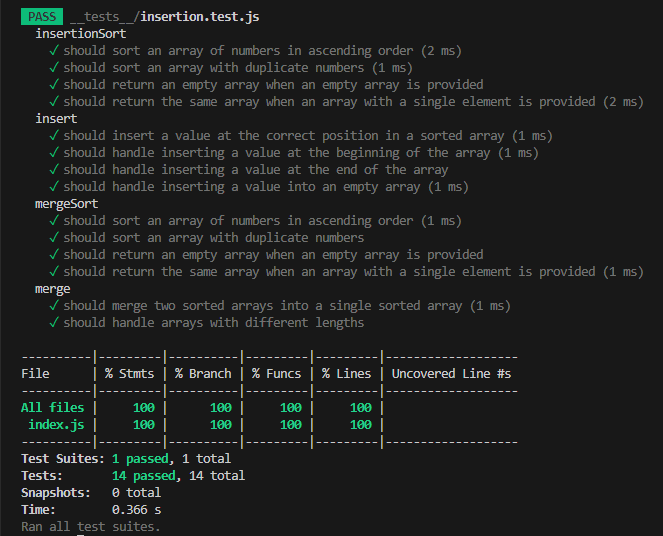 PASS __tests__/insertion.test.js
insertionSort
✓ should sort an array of numbers in ascending order (2 ms)
✓ should sort an array with duplicate numbers (1 ms)
✓ should return an empty array when an empty array is provided
✓ should return the same array when an array with a single element is provided (2 ms)
insert
✓ should insert a value at the correct position in a sorted array (1 ms)
✓ should handle inserting a value at the beginning of the array (1 ms)
✓ should handle inserting a value at the end of the array
✓ should handle inserting a value into an empty array (1 ms)
mergeSort
✓ should sort an array of numbers in ascending order (1 ms)
✓ should sort an array with duplicate numbers
✓ should return an empty array when an empty array is provided
✓ should return the same array when an array with a single element is provided (1 ms)
merge
✓ should merge two sorted arrays into a single sorted array (1 ms)
✓ should handle arrays with different lengths
----------|---------|----------|---------|---------|-------------------
File      | % Stmts | % Branch | % Funcs | % Lines | Uncovered Line #s
----------|---------|----------|---------|---------|-------------------
All files |     100 |      100 |     100 |     100 |
 index.js |     100 |      100 |     100 |     100 |
----------|---------|----------|---------|---------|-------------------
Test Suites: 1 passed, 1 total
Tests:       14 passed, 14 total
Snapshots:   0 total
Time:        0.366 s
Ran all test suites.